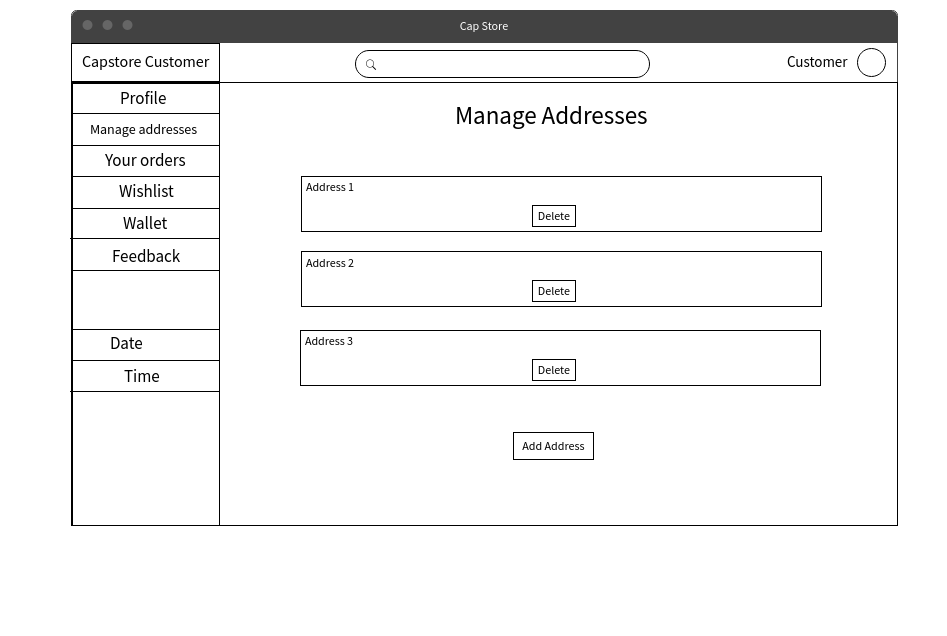 Cap Store
Capstore Customer
Customer
Profile
Manage addresses
Your orders
Wishlist
Wallet
Feedback
Date
Time
Manage Addresses
Address 1
Delete
Address 2
Delete
Address 3
Delete
Add Address